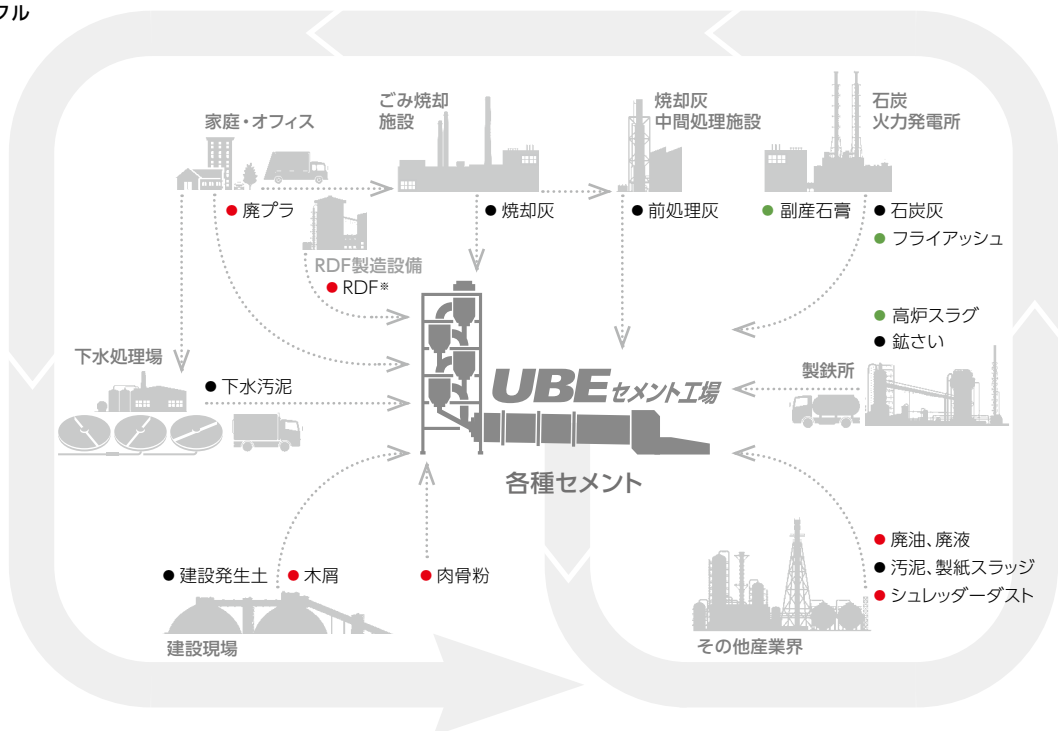 フル
家庭・オフィス
ごみ焼却
施設
焼却灰
中間処理施設
石炭
火力発電所
● 廃プラ
● 焼却灰
● 前処理灰
● 副産石膏
● 石炭灰
● フライアッシュ
RDF製造設備
● RDF※
● 高炉スラグ
● 鉱さい
下水処理場
● 下水汚泥
製鉄所
UBEセメント工場
各種セメント
● 建設発生土
● 木屑
● 肉骨粉
● 廃油、廃液
● 汚泥、製紙スラッジ
● シュレッダーダスト
建設現場
その他産業界